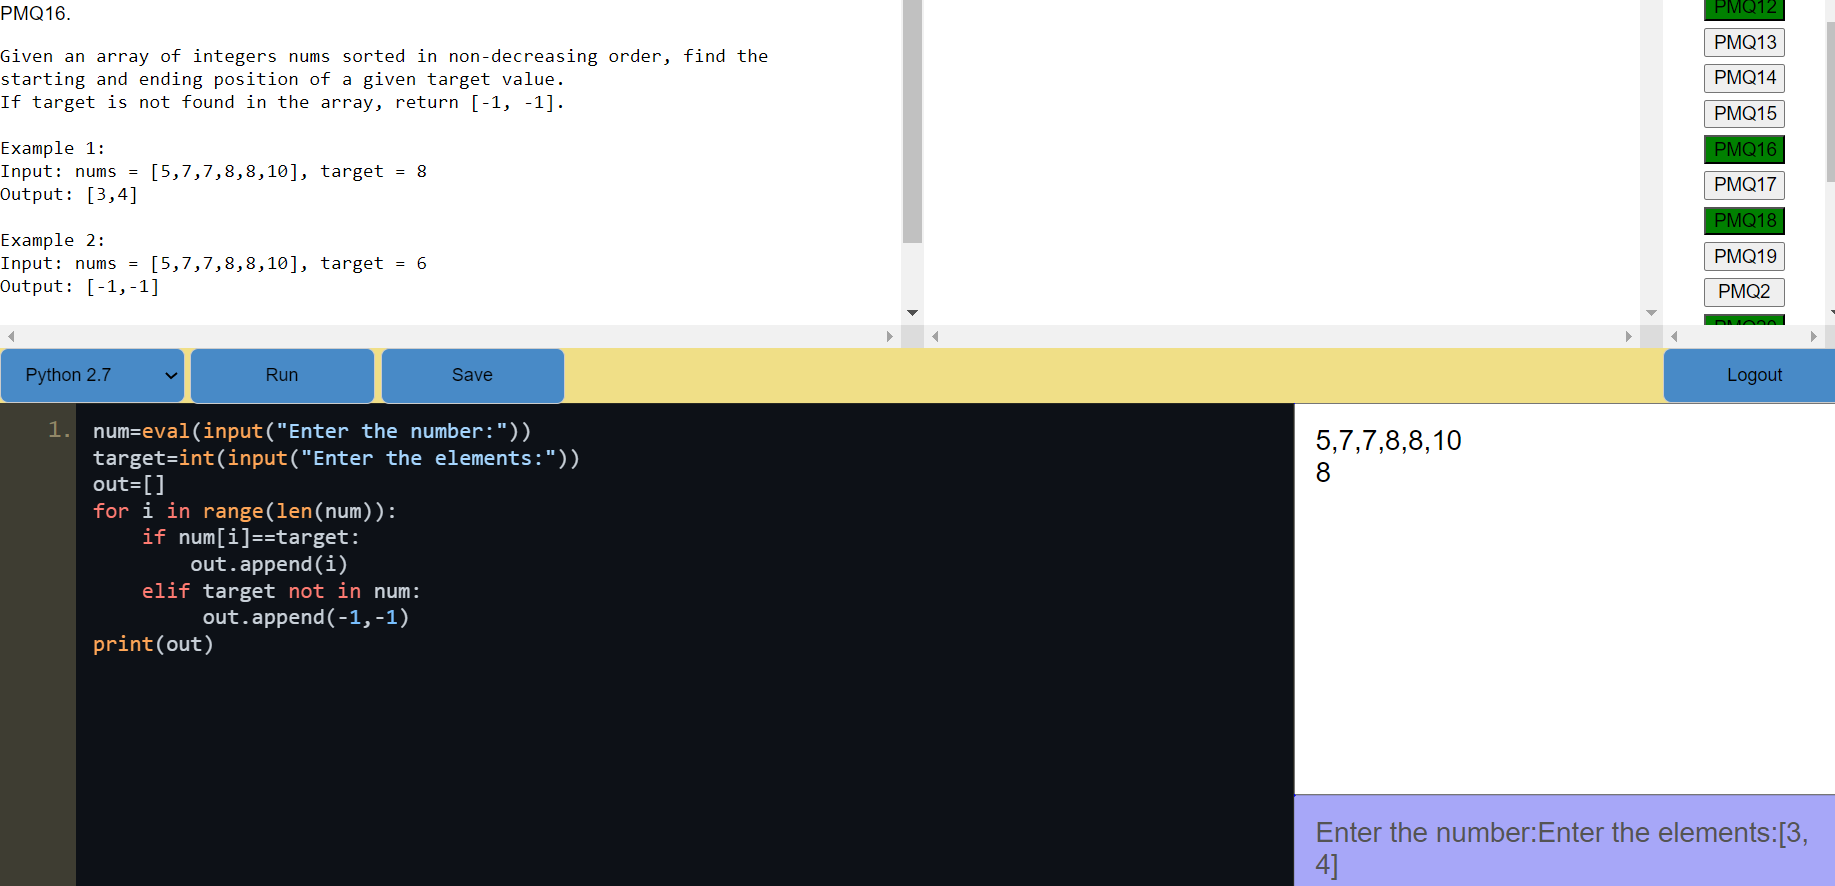 PMQ16.
Given an array of integers nums sorted in non-decreasing order, find the
starting and ending position of a given target value.
If target is not found in the array, return [-1, -1].
Example 1:
Input: nums = [5,7,7,8,8,10], target = 8
Output: [3,4]
Example 2:
Input: nums = [5,7,7,8,8,10], target = 6
Output: [-1,-1]
PMQ12
PMQ13
PMQ14
PMQ15
PMQ16
PMQ17
PMQ18
PMQ19
PMQ2
PMQ20
Python 2.7
Run
Save
Logout
1.
num=eval(input("Enter the number:"))
target=int(input("Enter the elements:"))
out=[]
for i in range(len(num)):
    if num[i]==target:
        out.append(i)
    elif target not in num:
         out.append(-1,-1)
print(out)
5,7,7,8,8,10
8
Enter the number:Enter the elements:[3,
4]